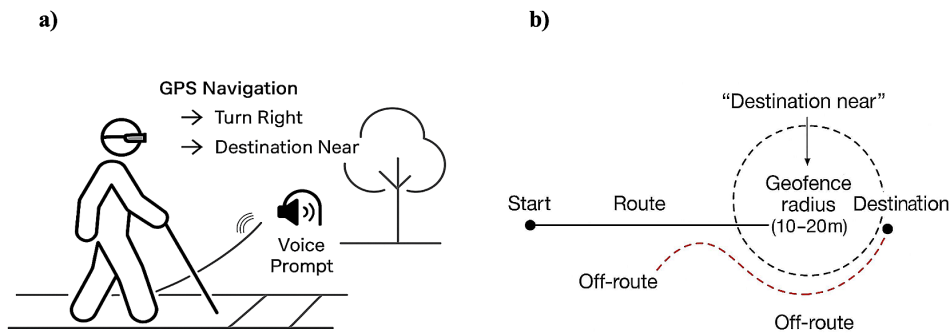 a)
GPS Navigation
→ Turn Right
→ Destination Near
Voice
Prompt
b)
“Destination near”
Geofence
radius
(10–20m)
Start
Route
Destination
Off-route
Off-route